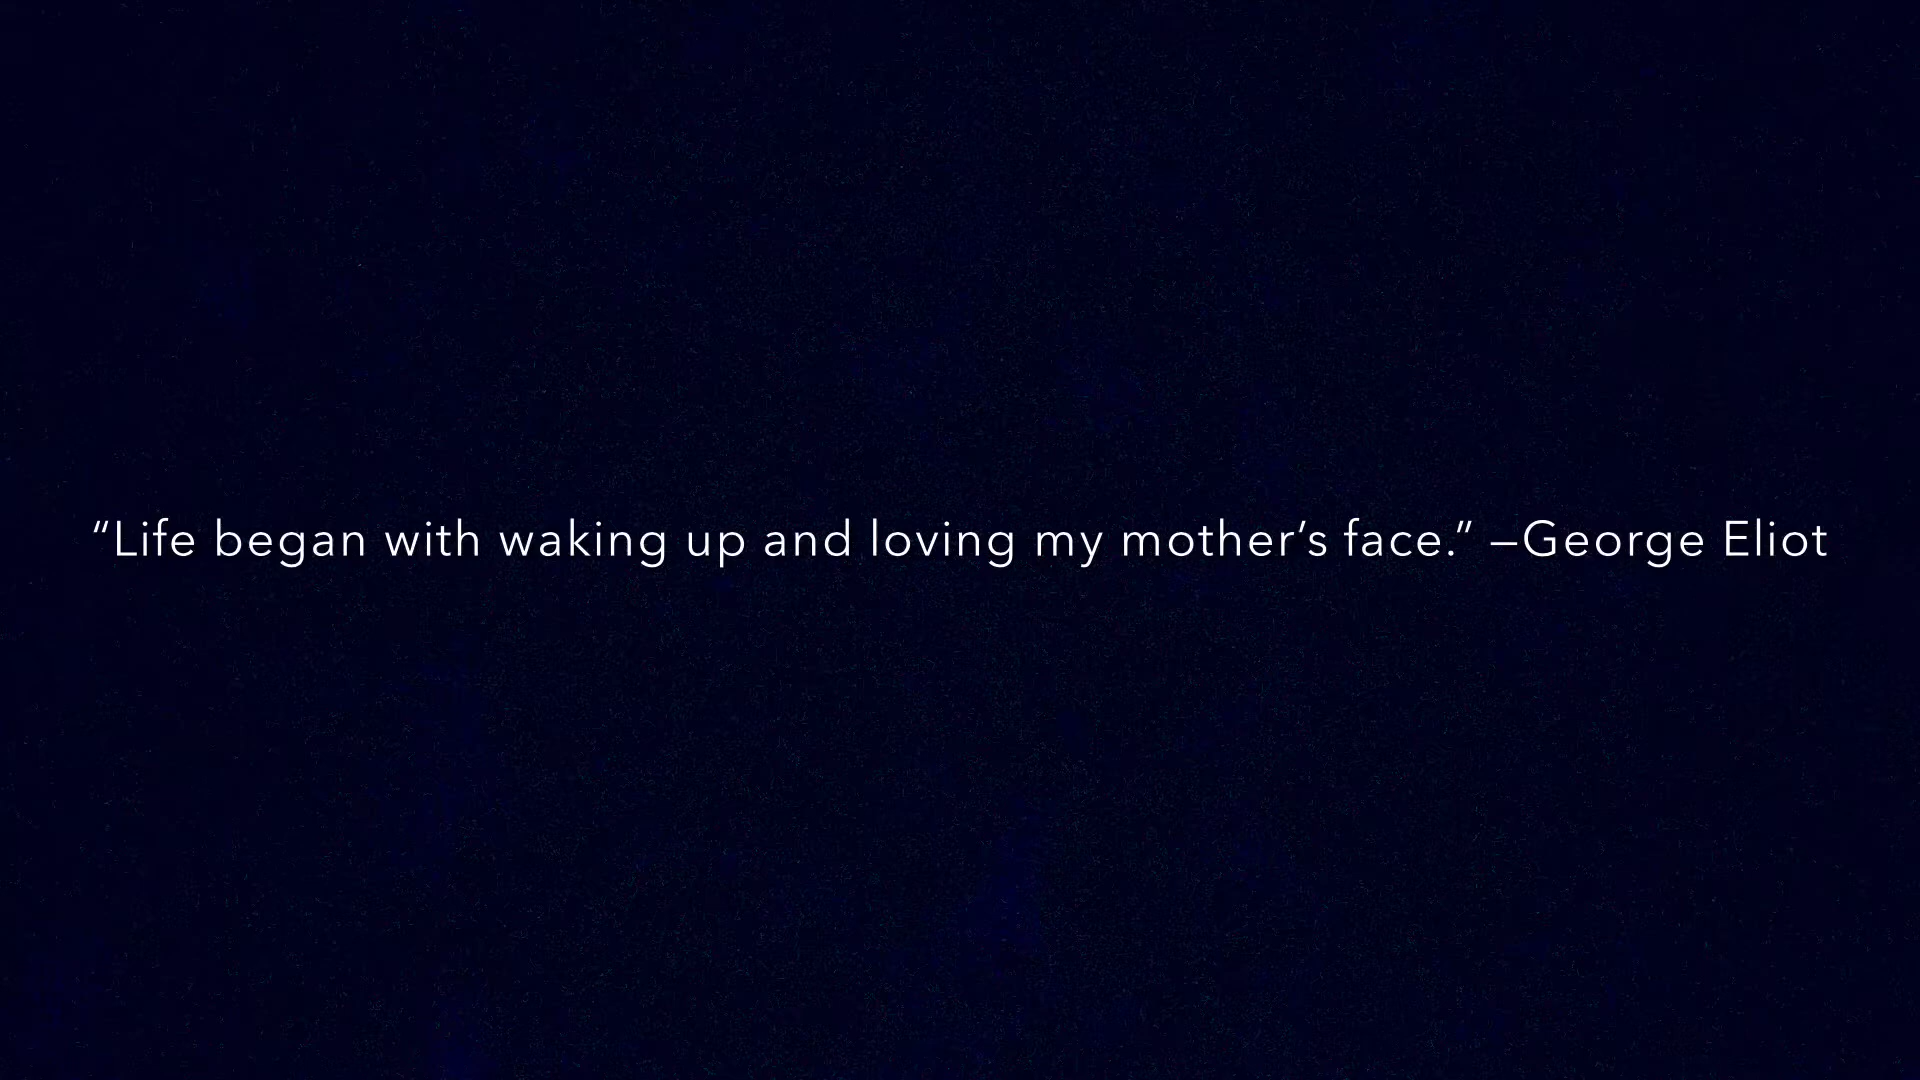 “Life began with waking up and loving my mother’s face.” —George Eliot